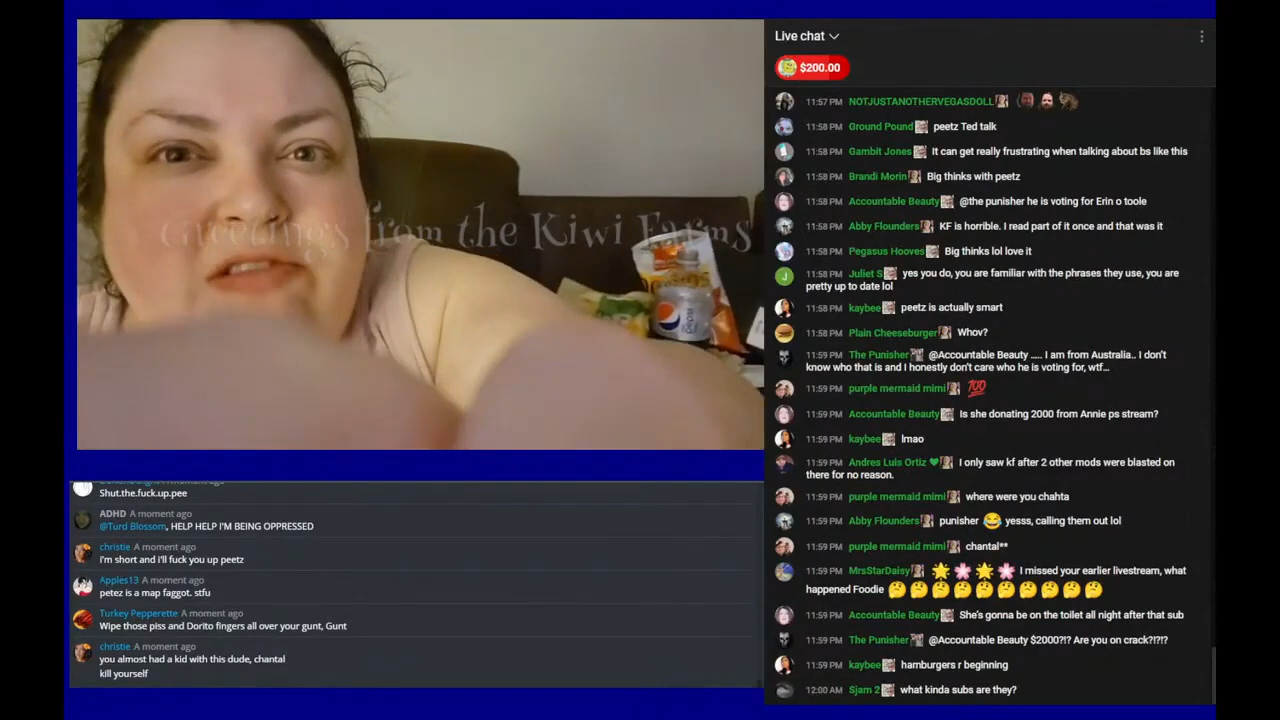 Greetings from the Kiwi Farms
pepsi
Shut.the.fuck.up.pee
ADHD A moment ago
@Turd Blossom, HELP HELP I'M BEING OPPRESSED
christie A moment ago
i'm short and i'll fuck you up peetz
Apples13 A moment ago
petez is a map faggot. stfu
Turkey Pepperette A moment ago
Wipe those piss and Dorito fingers all over your gunt, Gunt
christie A moment ago
you almost had a kid with this dude, chantal
kill yourself
Live chat
$200.00
11:57 PM NOTJUSTANOTHERVEGASDOLL
11:58 PM Ground Pound peetz Ted talk
11:58 PM Gambit Jones It can get really frustrating when talking about bs like this
11:58 PM Brandi Morin Big thinks with peetz
11:58 PM Accountable Beauty @the punisher he is voting for Erin o toole
11:58 PM Abby Flounders KF is horrible. I read part of it once and that was it
11:58 PM Pegasus Hooves Big thinks lol love it
J 11:58 PM Juliet S yes you do, you are familiar with the phrases they use, you are
pretty up to date lol
11:58 PM kaybee peetz is actually smart
11:58 PM Plain Cheeseburger Whov?
11:59 PM The Punisher @Accountable Beauty ..... I am from Australia.. I don't
know who that is and I honestly don't care who he is voting for, wtf...
11:59 PM purple mermaid mimi 💯
11:59 PM Accountable Beauty Is she donating 2000 from Annie ps stream?
11:59 PM kaybee lmao
11:59 PM Andres Luis Ortiz 💚 I only saw kf after 2 other mods were blasted on
there for no reason.
11:59 PM purple mermaid mimi where were you chahta
11:59 PM Abby Flounders punisher 😂 yesss, calling them out lol
11:59 PM purple mermaid mimi chantal**
11:59 PM MrsStarDaisy 🌟🌸🌟🌸 I missed your earlier livestream, what
happened Foodie 🤔🤔🤔🤔🤔🤔🤔🤔🤔🤔
11:59 PM Accountable Beauty She's gonna be on the toilet all night after that sub
11:59 PM The Punisher @Accountable Beauty $2000?!? Are you on crack?!?!?
11:59 PM kaybee hamburgers r beginning
12:00 AM Sjam 2 what kinda subs are they?